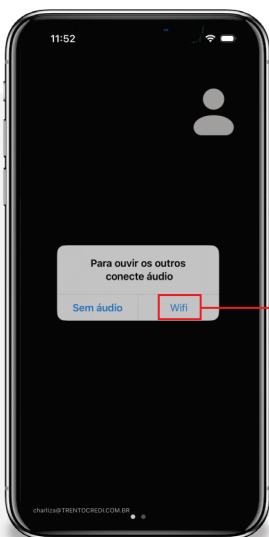 11:52
Para ouvir os outros
conecte áudio
Sem áudio
Wifi
charliza@TRENTOCREDI.COM.BR